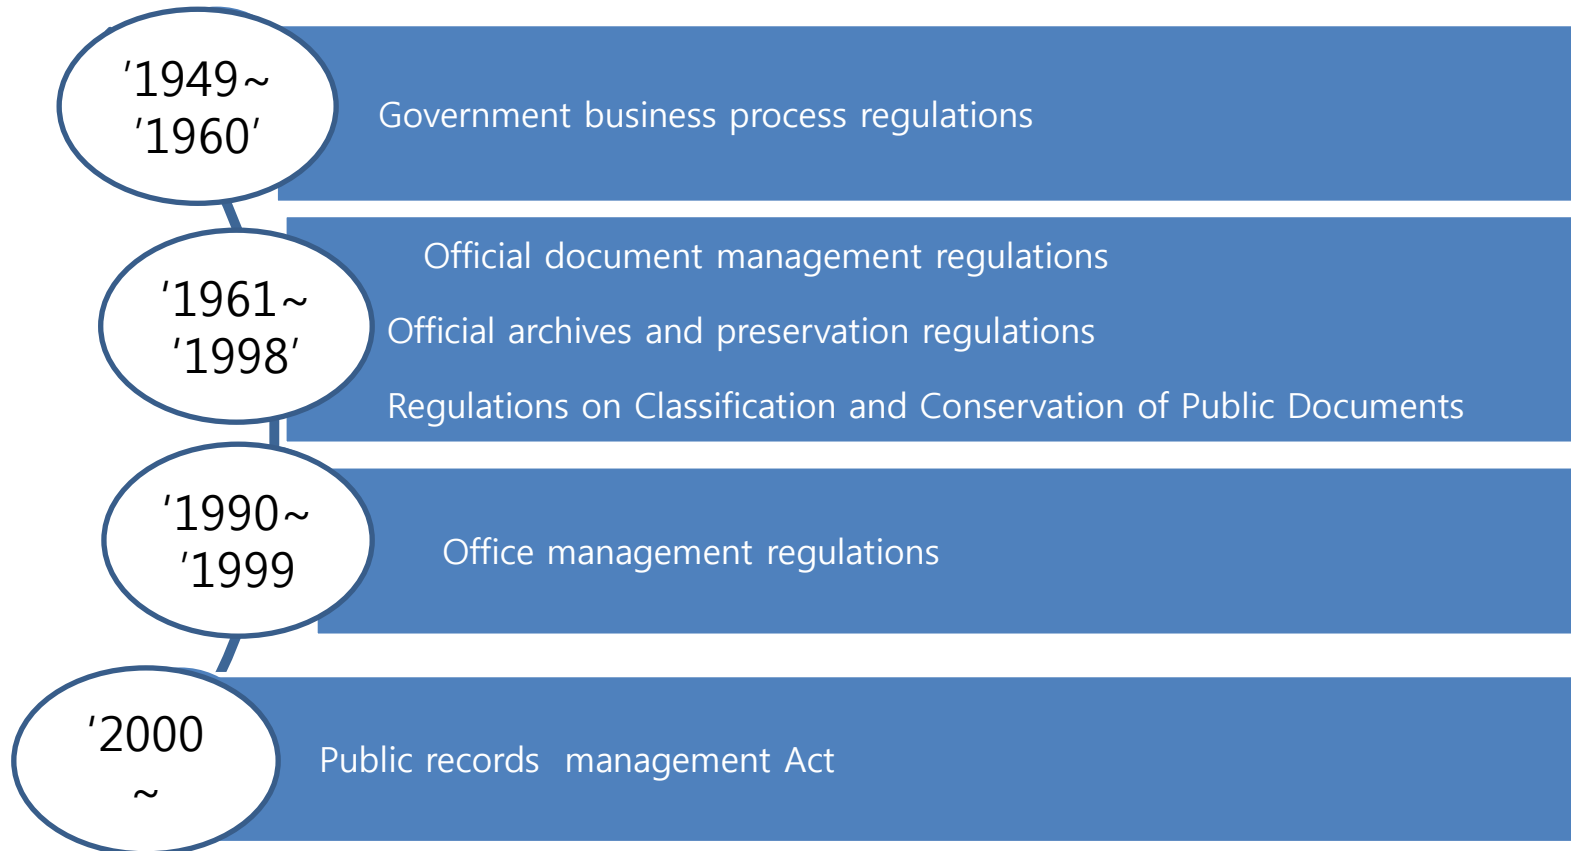 '1949~
'1960'
Government business process regulations
'1961~
'1998'
Official document management regulations
Official archives and preservation regulations
Regulations on Classification and Conservation of Public Documents
'1990~
'1999
Office management regulations
'2000
~
Public records  management Act